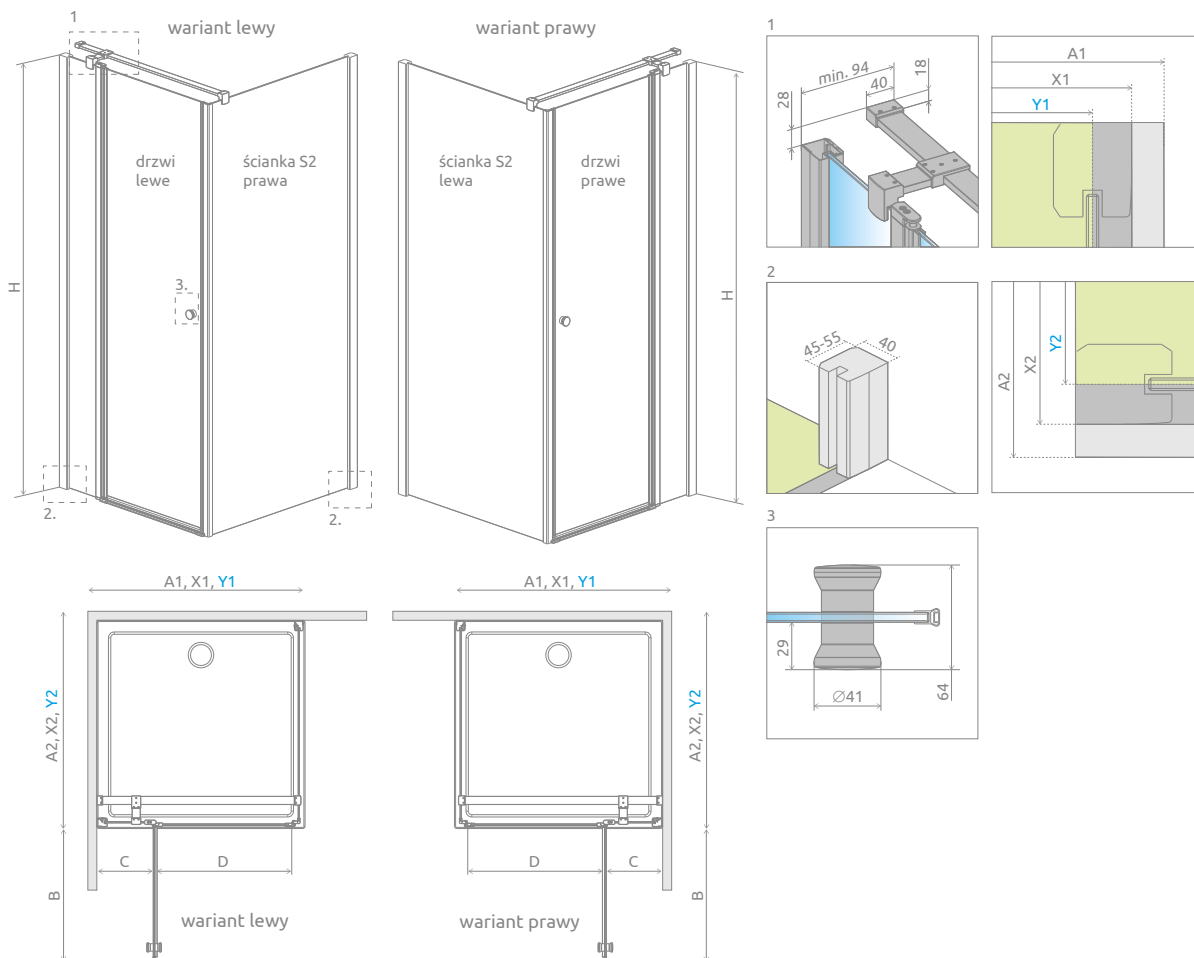 1
wariant lewy
H
drzwi
lewe
ścianka S2
prawa
3.
2.
2.
wariant prawy
ścianka S2
lewa
drzwi
prawe
H
1
min. 94
40
18
28
A1
X1
Y1
2
45-55
40
A2
X2
Y2
3
29
64
Ø41
A1, X1, Y1
A2, X2, Y2
B
C
D
wariant lewy
A1, X1, Y1
A2, X2, Y2
B
D
C
wariant prawy